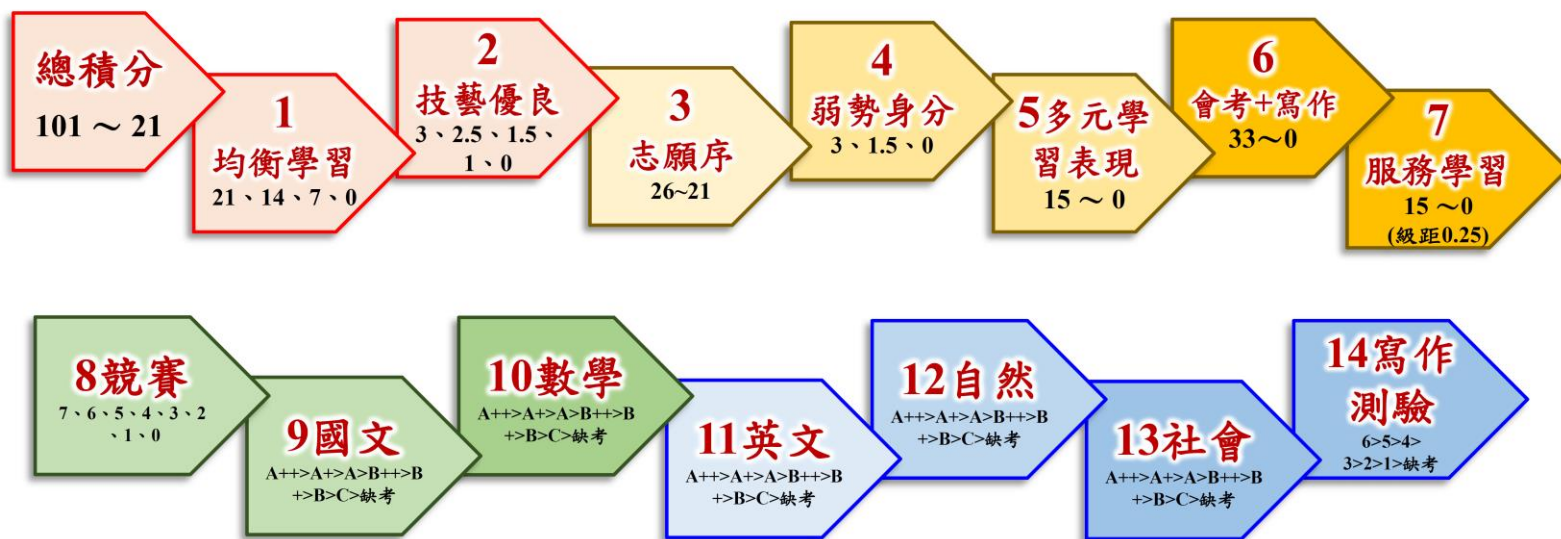 總積分
101 ～ 21
1
均衡學習
21、14、7、0
2
技藝優良
3、2.5、1.5、
1、0
3
志願序
26~21
4
弱勢身分
3、1.5、0
5多元學
習表現
15 ～ 0
6
會考+寫作
33～0
7
服務學習
15 ～0
(級距0.25)
8競賽
7、6、5、4、3、2
、1、0
9國文
A++>A+>A>B++>B
+>B>C>缺考
10數學
A++>A+>A>B++>B
+>B>C>缺考
11英文
A++>A+>A>B++>B
+>B>C>缺考
12自然
A++>A+>A>B++>B
+>B>C>缺考
13社會
A++>A+>A>B++>B
+>B>C>缺考
14寫作
測驗
6>5>4>
3>2>1>缺考